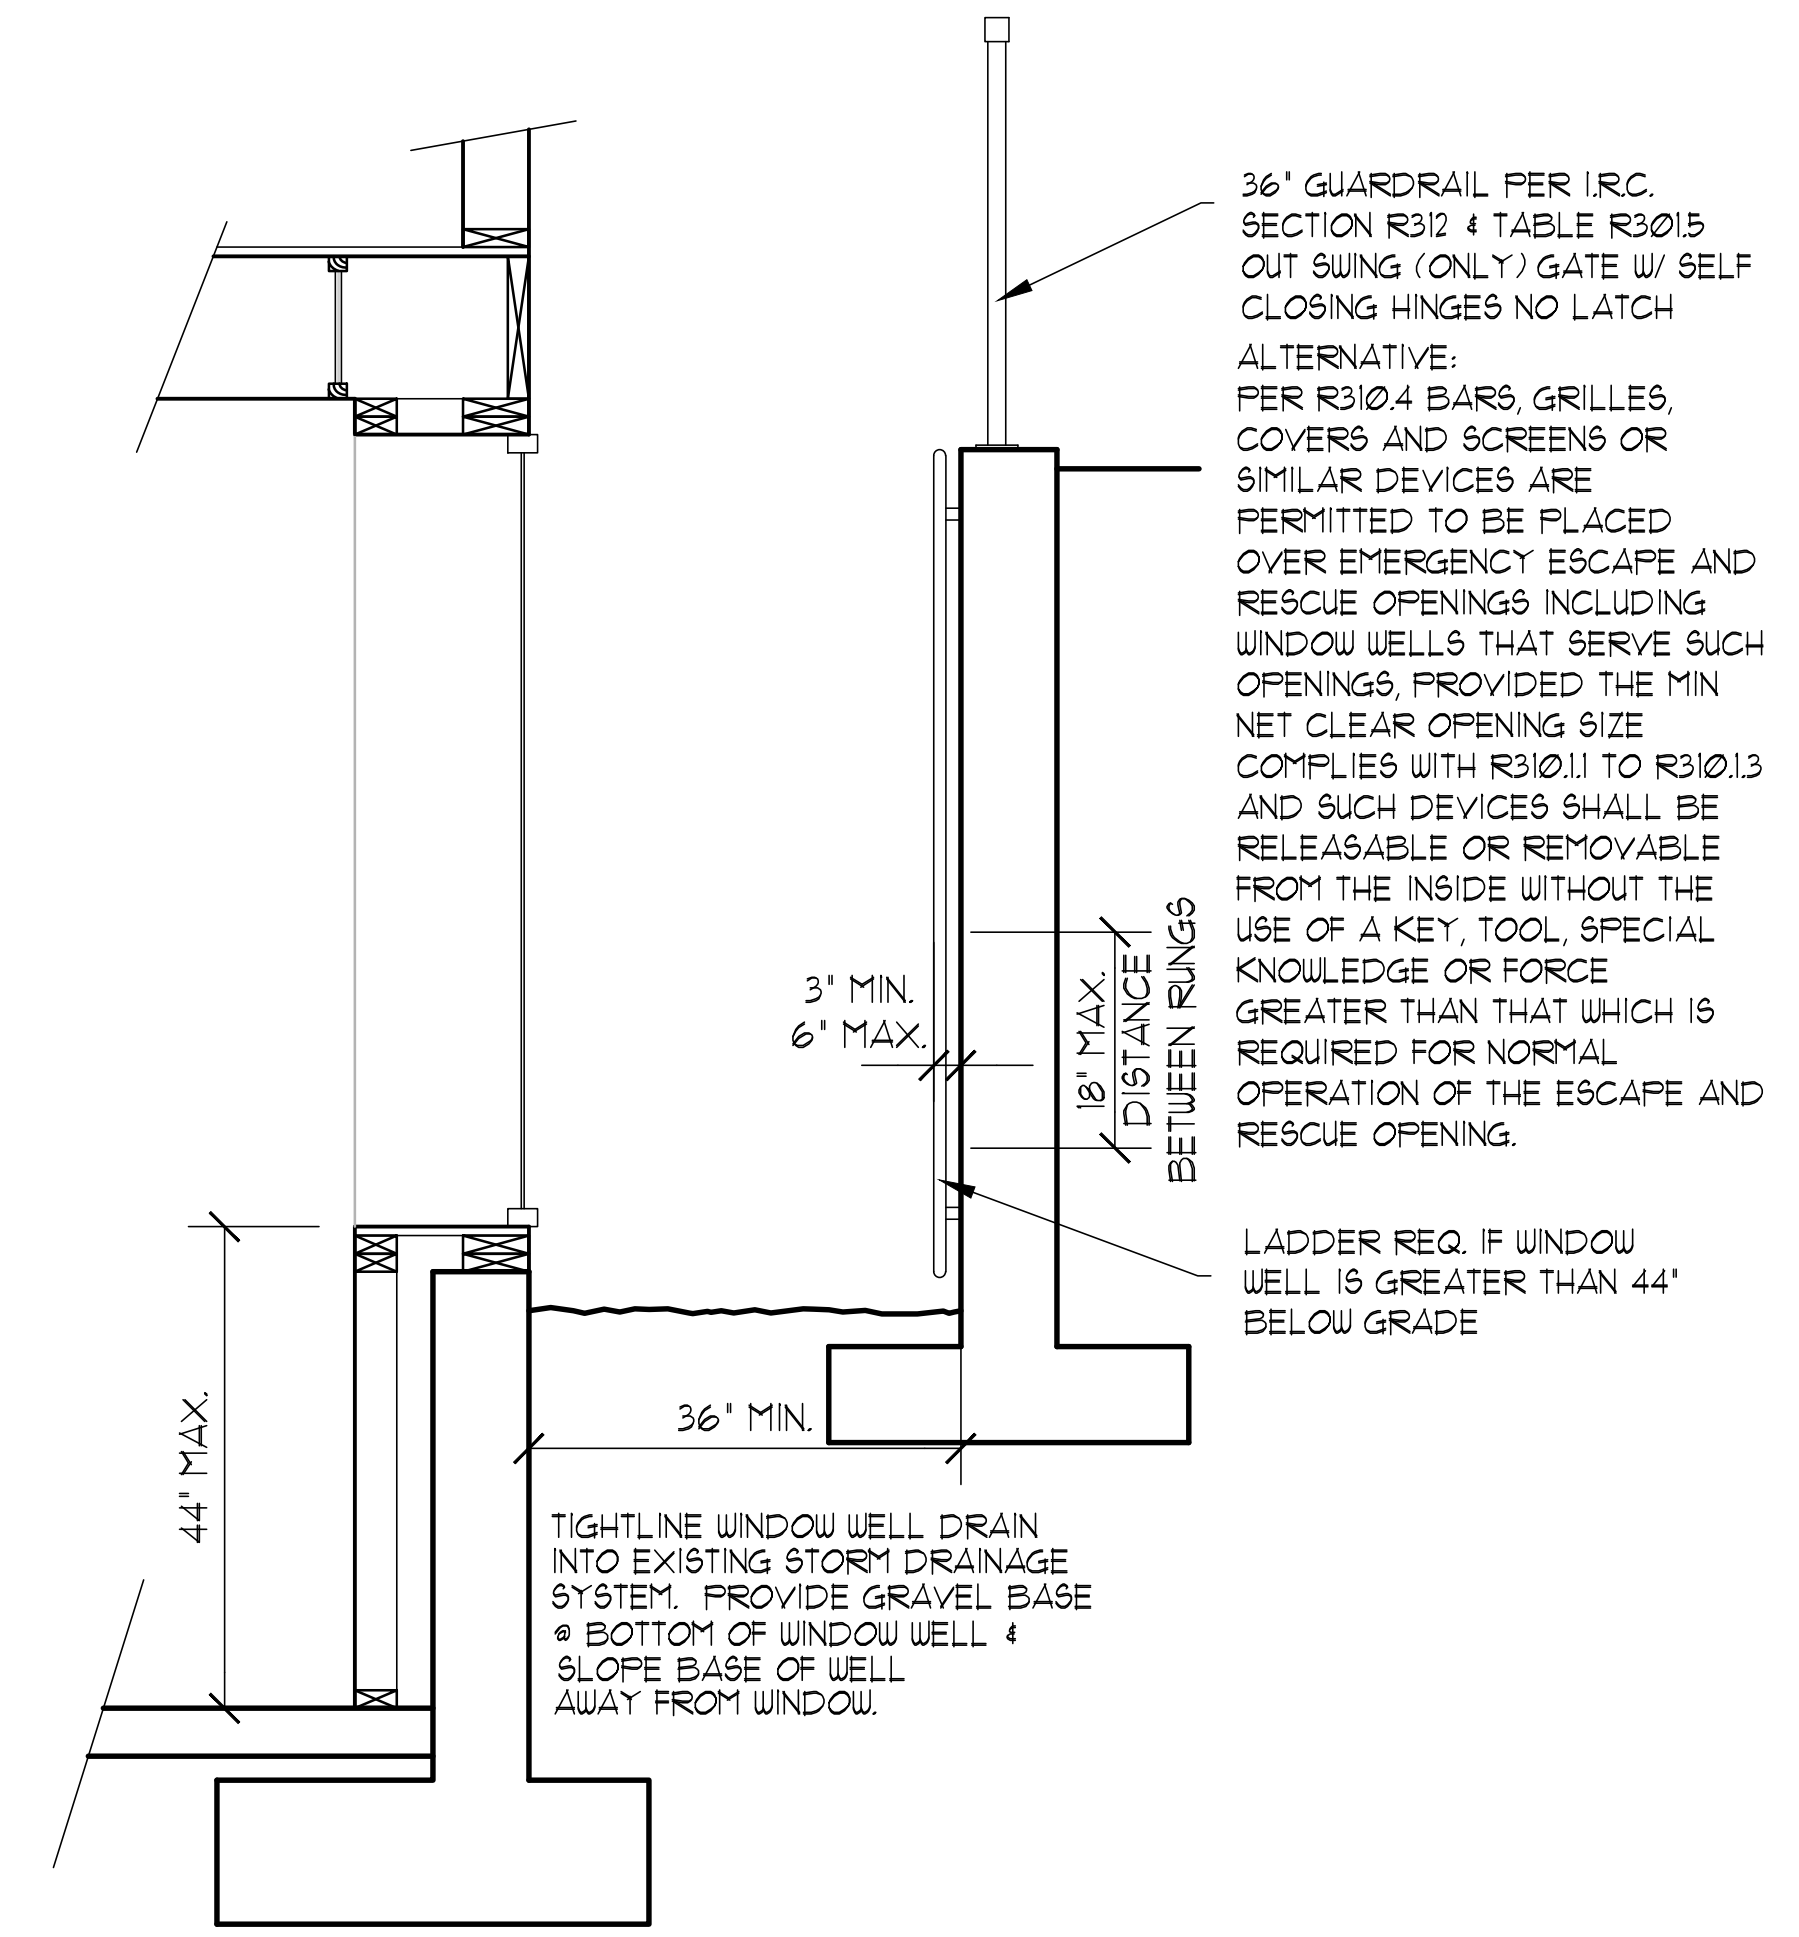 36" GUARDRAIL PER I.R.C.
SECTION R312 & TABLE R301.5
OUT SWING (ONLY) GATE W/ SELF
CLOSING HINGES NO LATCH
ALTERNATIVE:
PER R310.4 BARS, GRILLES,
COVERS AND SCREENS OR
SIMILAR DEVICES ARE
PERMITTED TO BE PLACED
OVER EMERGENCY ESCAPE AND
RESCUE OPENINGS INCLUDING
WINDOW WELLS THAT SERVE SUCH
OPENINGS, PROVIDED THE MIN
NET CLEAR OPENING SIZE
COMPLIES WITH R310.1.1 TO R310.1.3
AND SUCH DEVICES SHALL BE
RELEASABLE OR REMOVABLE
FROM THE INSIDE WITHOUT THE
USE OF A KEY, TOOL, SPECIAL
KNOWLEDGE OR FORCE
GREATER THAN THAT WHICH IS
REQUIRED FOR NORMAL
OPERATION OF THE ESCAPE AND
RESCUE OPENING.
3" MIN.
6" MAX.
18" MAX.
DISTANCE
BETWEEN RUNGS
LADDER REQ. IF WINDOW
WELL IS GREATER THAN 44"
BELOW GRADE
44" MAX.
36" MIN.
TIGHTLINE WINDOW WELL DRAIN
INTO EXISTING STORM DRAINAGE
SYSTEM. PROVIDE GRAVEL BASE
@ BOTTOM OF WINDOW WELL &
SLOPE BASE OF WELL
AWAY FROM WINDOW.